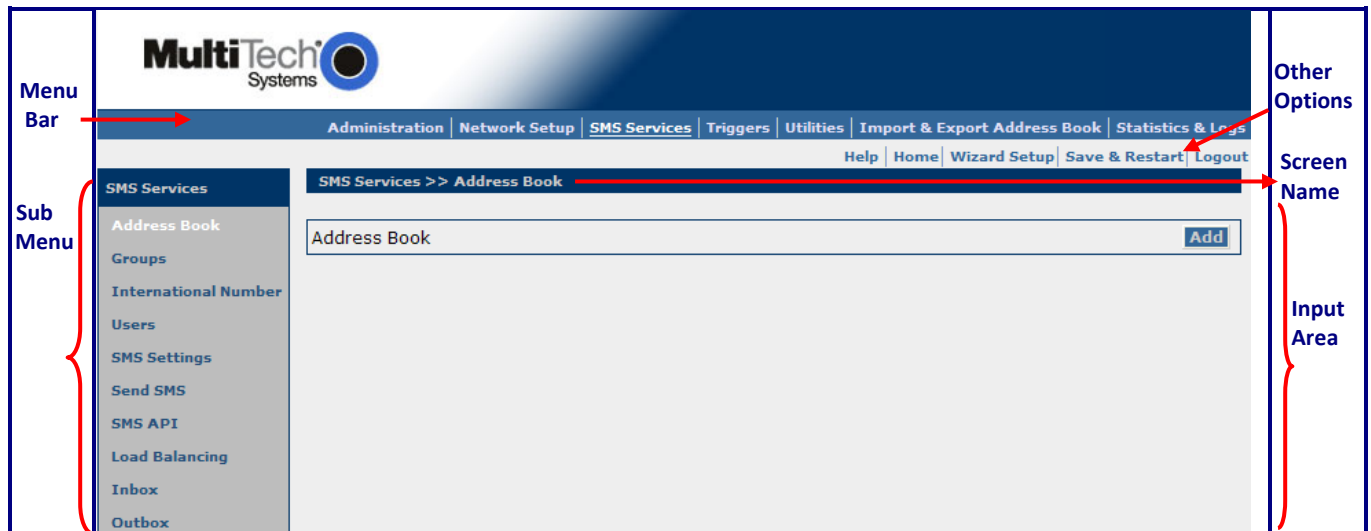 MultiTech
Systems
Menu
Bar
Other
Options
Administration | Network Setup | SMS Services | Triggers | Utilities | Import & Export Address Book | Statistics & Logs
Help | Home | Wizard Setup | Save & Restart | Logout
Screen
Name
SMS Services
SMS Services >> Address Book
Sub
Menu
Address Book
Groups
International Number
Users
SMS Settings
Send SMS
SMS API
Load Balancing
Inbox
Outbox
Address Book Add
Input
Area